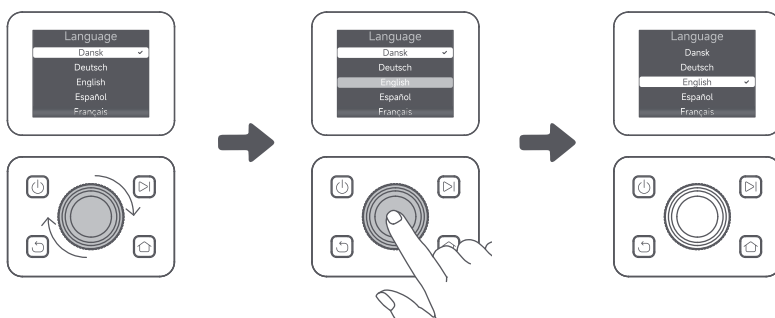 Language
Dansk
Deutsch
English
Español
Français
Language
Dansk
Deutsch
English
Español
Français
Language
Dansk
Deutsch
English
Español
Français